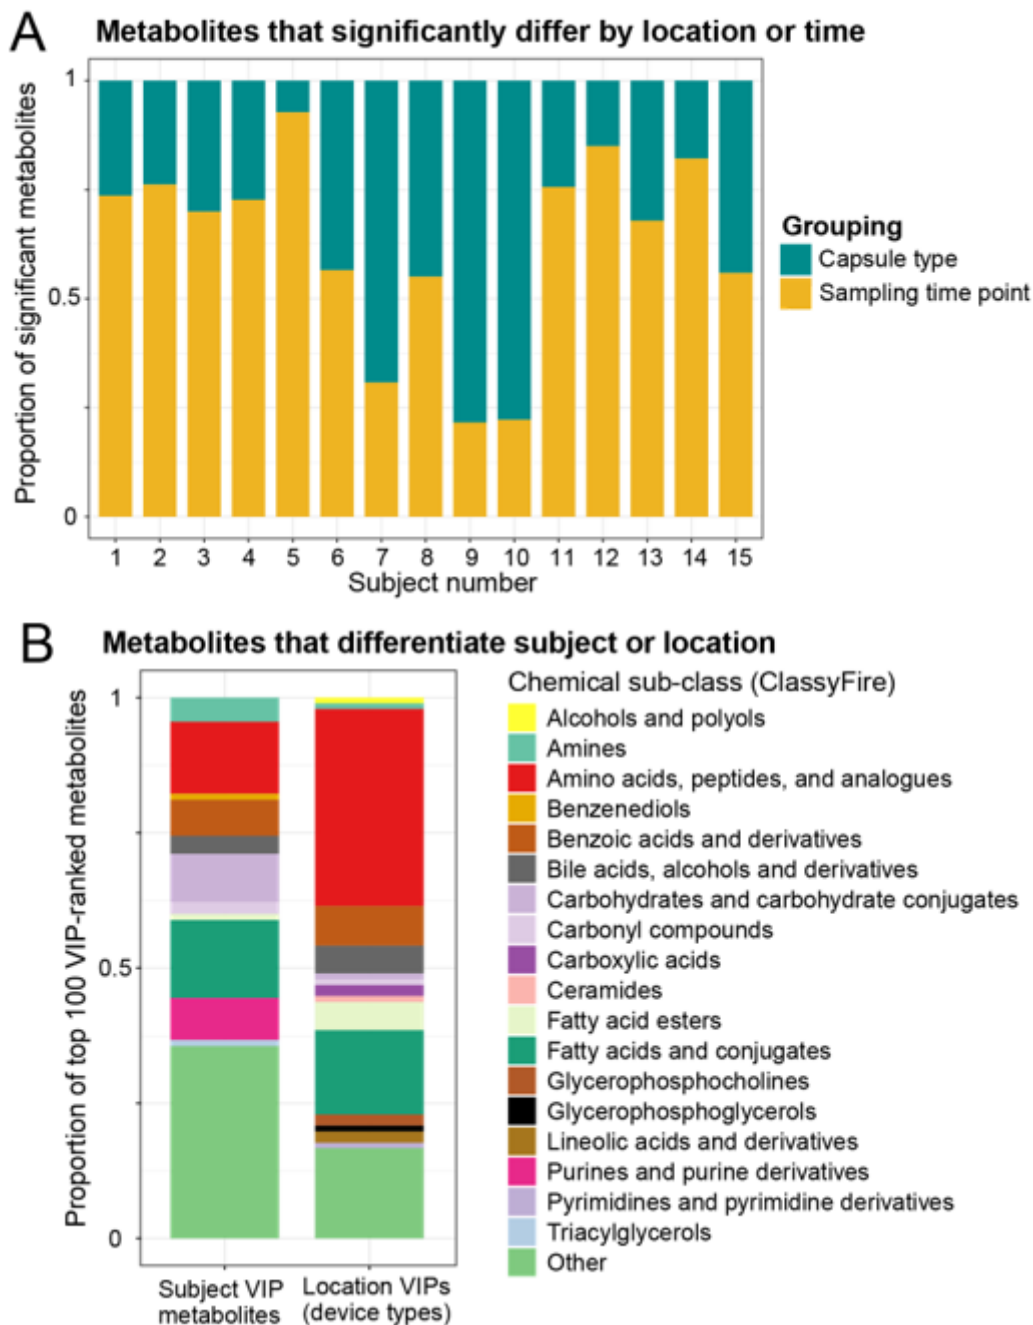 A
Metabolites that significantly differ by location or time
Proportion of significant metabolites
1
0.5
0
1 2 3 4 5 6 7 8 9 10 11 12 13 14 15
Subject number
Grouping
Capsule type
Sampling time point
B
Metabolites that differentiate subject or location
Proportion of top 100 VIP-ranked metabolites
1
0.5
0
Subject VIP
metabolites
Location VIPs
(device types)
Chemical sub-class (ClassyFire)
Alcohols and polyols
Amines
Amino acids, peptides, and analogues
Benzenediols
Benzoic acids and derivatives
Bile acids, alcohols and derivatives
Carbohydrates and carbohydrate conjugates
Carbonyl compounds
Carboxylic acids
Ceramides
Fatty acid esters
Fatty acids and conjugates
Glycerophosphocholines
Glycerophosphoglycerols
Lineolic acids and derivatives
Purines and purine derivatives
Pyrimidines and pyrimidine derivatives
Triacylglycerols
Other